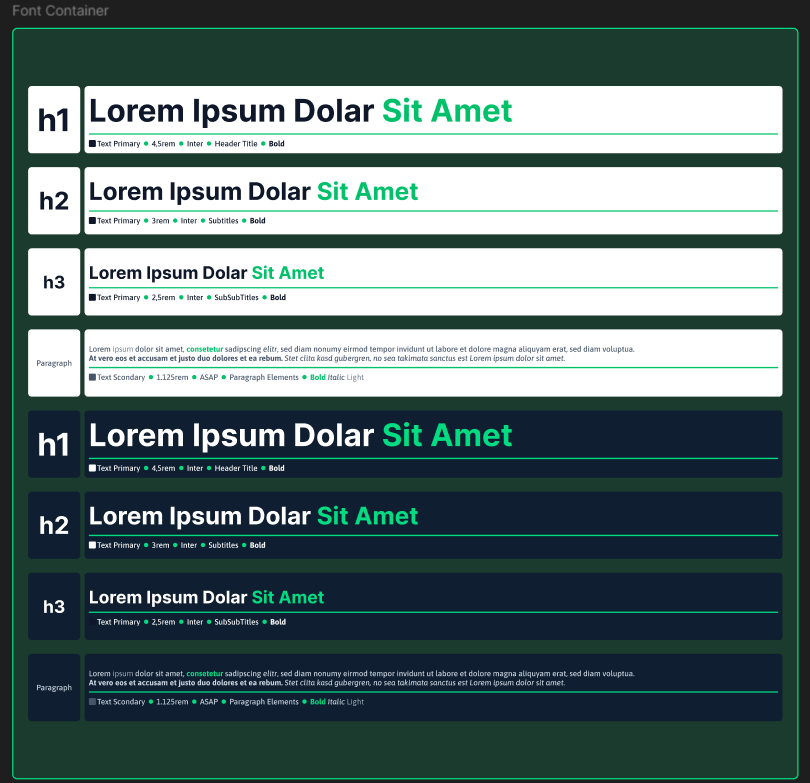 Font Container
h1
Lorem Ipsum Dolar Sit Amet
Text Primary 4,5rem Inter Header Title Bold
h2
Lorem Ipsum Dolar Sit Amet
Text Primary 3rem Inter Subtitles Bold
h3
Lorem Ipsum Dolar Sit Amet
Text Primary 2,5rem Inter SubSubTitles Bold
Paragraph
Lorem ipsum dolor sit amet, consetetur sadipscing elitr, sed diam nonumy eirmod tempor invidunt ut labore et dolore magna aliquyam erat, sed diam voluptua.
At vero eos et accusam et justo duo dolores et ea rebum. Stet clita kasd gubergren, no sea takimata sanctus est Lorem ipsum dolor sit amet.
Text Scondary 1.125rem ASAP Paragraph Elements Bold Italic Light
h1
Lorem Ipsum Dolar Sit Amet
Text Primary 4,5rem Inter Header Title Bold
h2
Lorem Ipsum Dolar Sit Amet
Text Primary 3rem Inter Subtitles Bold
h3
Lorem Ipsum Dolar Sit Amet
Text Primary 2,5rem Inter SubSubTitles Bold
Paragraph
Lorem ipsum dolor sit amet, consetetur sadipscing elitr, sed diam nonumy eirmod tempor invidunt ut labore et dolore magna aliquyam erat, sed diam voluptua.
At vero eos et accusam et justo duo dolores et ea rebum. Stet clita kasd gubergren, no sea takimata sanctus est Lorem ipsum dolor sit amet.
Text Scondary 1.125rem ASAP Paragraph Elements Bold Italic Light